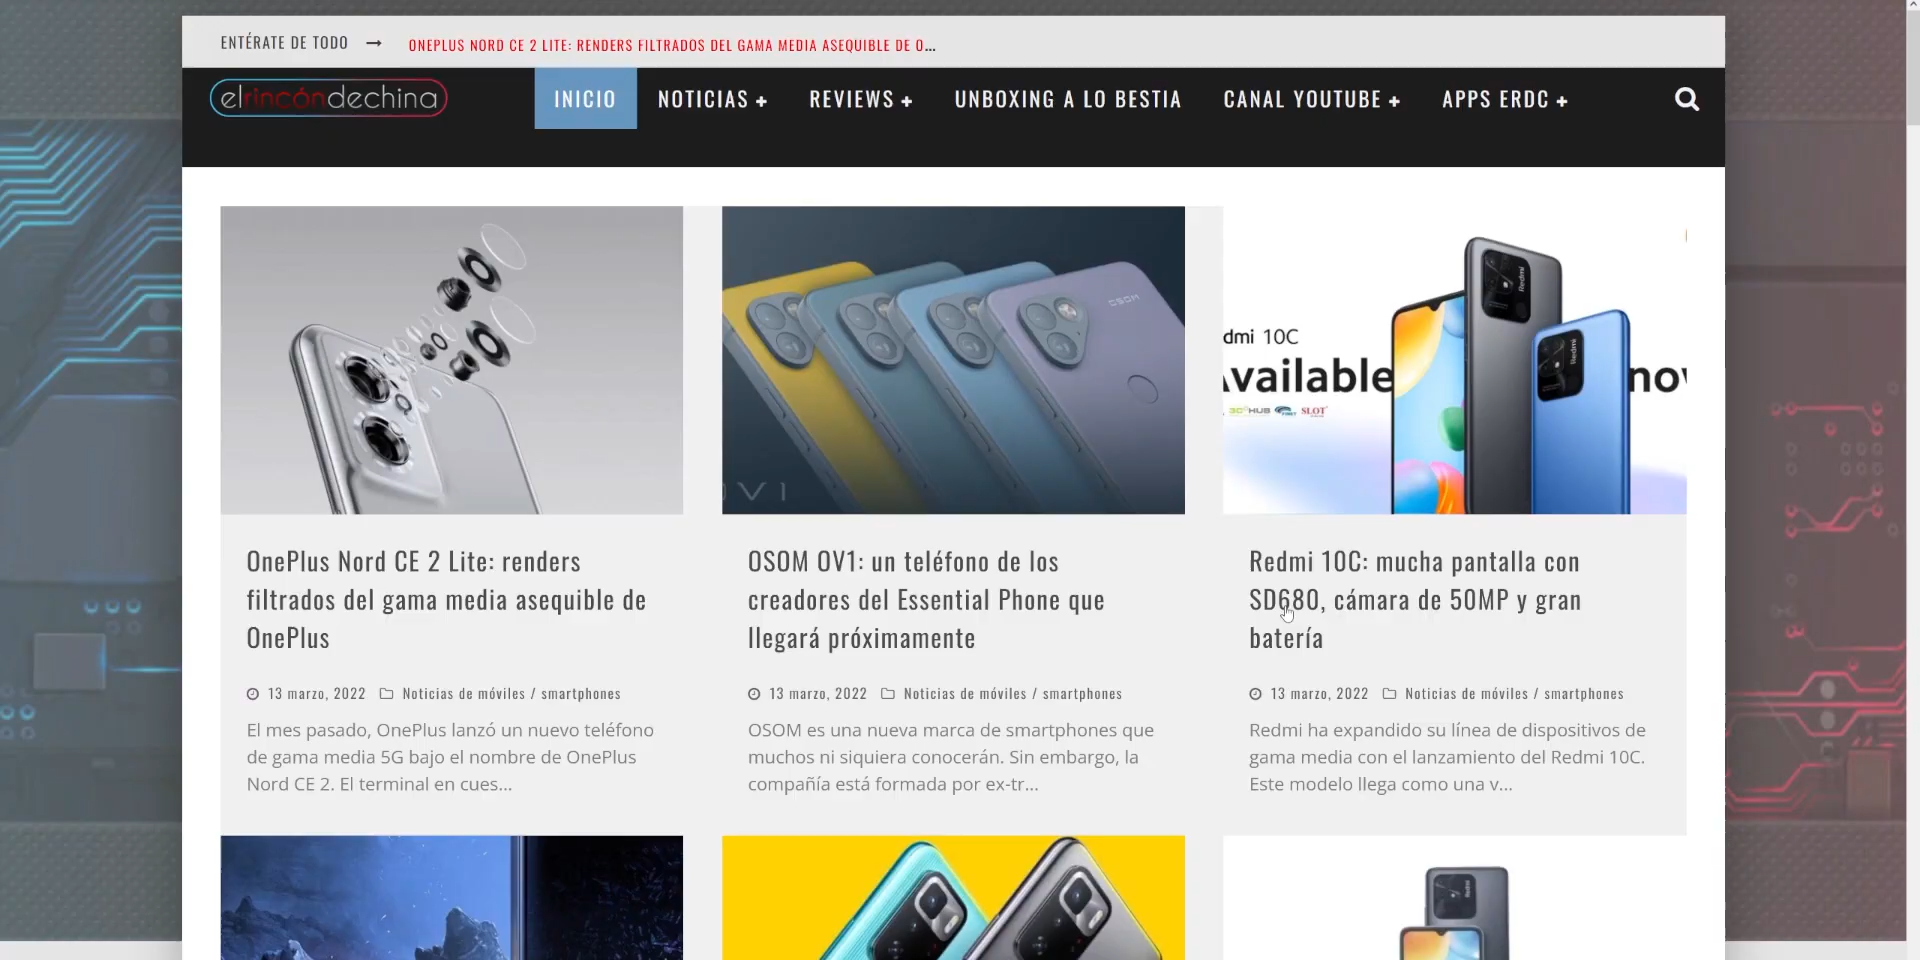 ENTÉRATE DE TODO → ONEPLUS NORD CE 2 LITE: RENDERS FILTRADOS DEL GAMA MEDIA ASEQUIBLE DE O...
elrincóndechina INICIO NOTICIAS + REVIEWS + UNBOXING A LO BESTIA CANAL YOUTUBE + APPS ERDC +
OSOM
OV1
Redmi
Redmi
dmi 10C
Available now
3C HUB SLOT
OnePlus Nord CE 2 Lite: renders
filtrados del gama media asequible de
OnePlus
13 marzo, 2022 Noticias de móviles / smartphones
El mes pasado, OnePlus lanzó un nuevo teléfono
de gama media 5G bajo el nombre de OnePlus
Nord CE 2. El terminal en cues...
OSOM OV1: un teléfono de los
creadores del Essential Phone que
llegará próximamente
13 marzo, 2022 Noticias de móviles / smartphones
OSOM es una nueva marca de smartphones que
muchos ni siquiera conocerán. Sin embargo, la
compañía está formada por ex-tr...
Redmi 10C: mucha pantalla con
SD680, cámara de 50MP y gran
batería
13 marzo, 2022 Noticias de móviles / smartphones
Redmi ha expandido su línea de dispositivos de
gama media con el lanzamiento del Redmi 10C.
Este modelo llega como una v...
Redmi